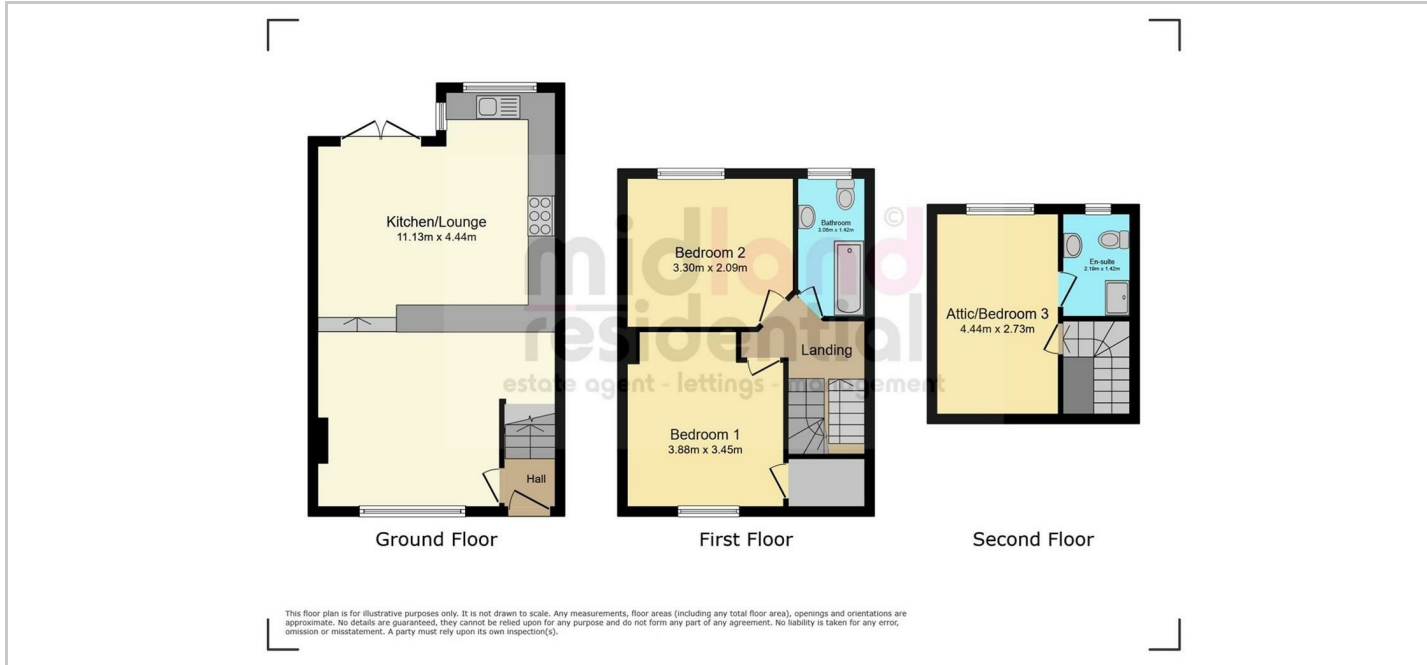 Kitchen/Lounge
11.13m x 4.44m
Hall
Ground Floor
Bedroom 2
3.30m x 2.09m
Bathroom
3.08m x 1.42m
Landing
Bedroom 1
3.88m x 3.45m
First Floor
Attic/Bedroom 3
4.44m x 2.73m
En-suite
2.19m x 1.42m
Second Floor
midland
©
residential
estate agent - lettings - management
This floor plan is for illustrative purposes only. It is not drawn to scale. Any measurements, floor areas (including any total floor area), openings and orientations are
approximate. No details are guaranteed, they cannot be relied upon for any purpose and do not form any part of any agreement. No liability is taken for any error,
omission or misstatement. A party must rely upon its own inspection(s).